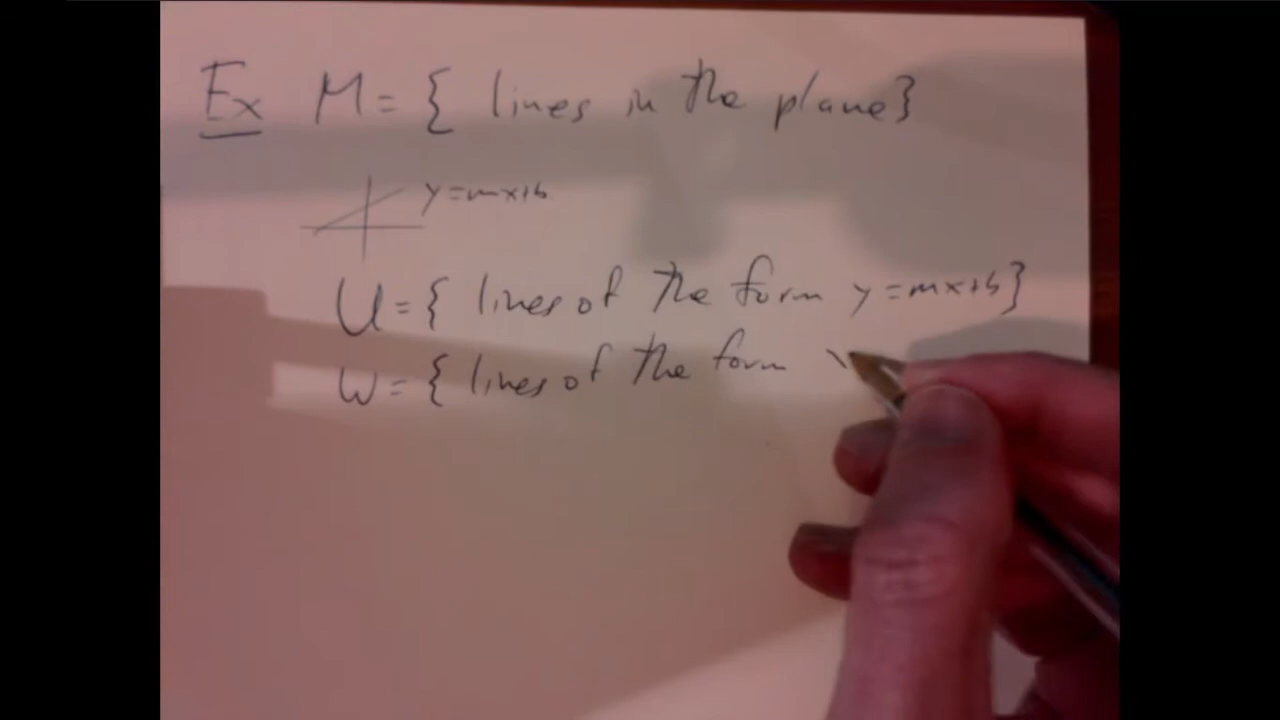 Ex M = { lines in the plane}
y = mx+b
U = { lines of the form y = mx+b}
W = { lines of the form